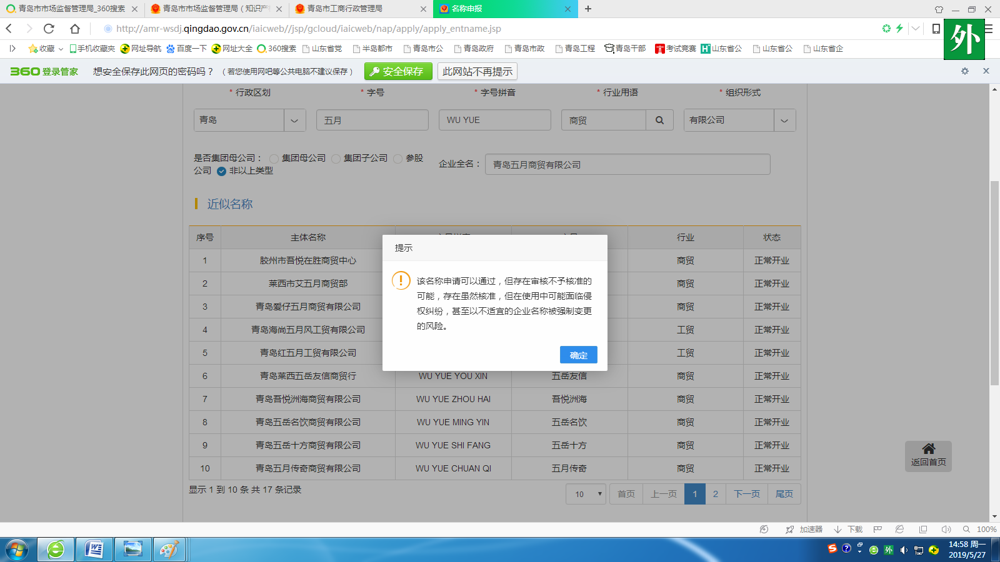 青岛市市场监督管理局_360搜索
青岛市市场监督管理局（知识产
青岛市工商行政管理局
名称申报
http://amr-wsdj.qingdao.gov.cn/iaicweb//jsp/gcloud/iaicweb/nap/apply/apply_entname.jsp
外
收藏 手机收藏夹 网址导航 百度一下 网址大全 360搜索 山东省党 半岛都市 青岛市公 青岛政府 青岛市政 青岛工程 青岛干部 考试竞赛 山东省公 山东省公 山东省企
360 登录管家 想安全保存此网页的密码吗？ （若您使用网吧等公共电脑不建议保存） 安全保存 此网站不再提示
* 行政区划 * 字号 * 字号拼音 * 行业用语 * 组织形式
青岛 五月 WU YUE 商贸 有限公司
是否集团母公司： 集团母公司 集团子公司 参股
公司 非以上类型
企业全名： 青岛五月商贸有限公司
近似名称
序号 主体名称 行业 状态
1 胶州市吾悦在胜商贸中心 商贸 正常开业
2 莱西市艾五月商贸部 商贸 正常开业
3 青岛爱仔五月商贸有限公司 商贸 正常开业
4 青岛海尚五月风工贸有限公司 工贸 正常开业
5 青岛红五月工贸有限公司 工贸 正常开业
6 青岛莱西五岳友信商贸行 WU YUE YOU XIN 五岳友信 商贸 正常开业
7 青岛吾悦洲海商贸有限公司 WU YUE ZHOU HAI 吾悦洲海 商贸 正常开业
8 青岛五岳名饮商贸有限公司 WU YUE MING YIN 五岳名饮 商贸 正常开业
9 青岛五岳十方商贸有限公司 WU YUE SHI FANG 五岳十方 商贸 正常开业
10 青岛五月传奇商贸有限公司 WU YUE CHUAN QI 五月传奇 商贸 正常开业
提示
该名称申请可以通过，但存在审核不予核准的
可能，存在虽然核准，但在使用中可能面临侵
权纠纷，甚至以不适宜的企业名称被强制变更
的风险。
确定
显示 1 到 10 条 共 17 条记录
10 首页 上一页 1 2 下一页 尾页
返回首页
加速器 下载 100%
14:58 周一
2019/5/27